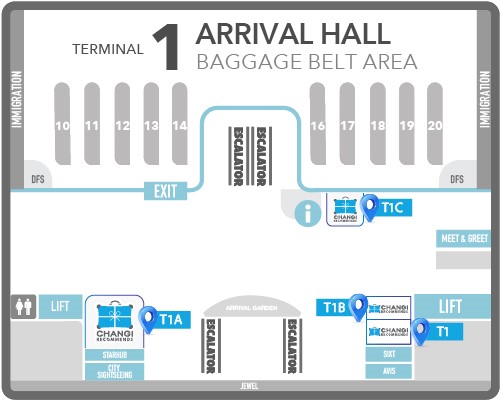 TERMINAL 1 ARRIVAL HALL
BAGGAGE BELT AREA
IMMIGRATION
IMMIGRATION
10 11 12 13 14
16 17 18 19 20
ESCALATOR
ESCALATOR
DFS
DFS
EXIT
i
CHANGI
RECOMMENDS
T1C
MEET & GREET
LIFT
CHANGI
RECOMMENDS
T1A
ARRIVAL GARDEN
T1B
CHANGI
RECOMMENDS
LIFT
CHANGI
RECOMMENDS
T1
ESCALATOR
ESCALATOR
STARHUB
CITY
SIGHTSEEING
SIXT
AVIS
JEWEL